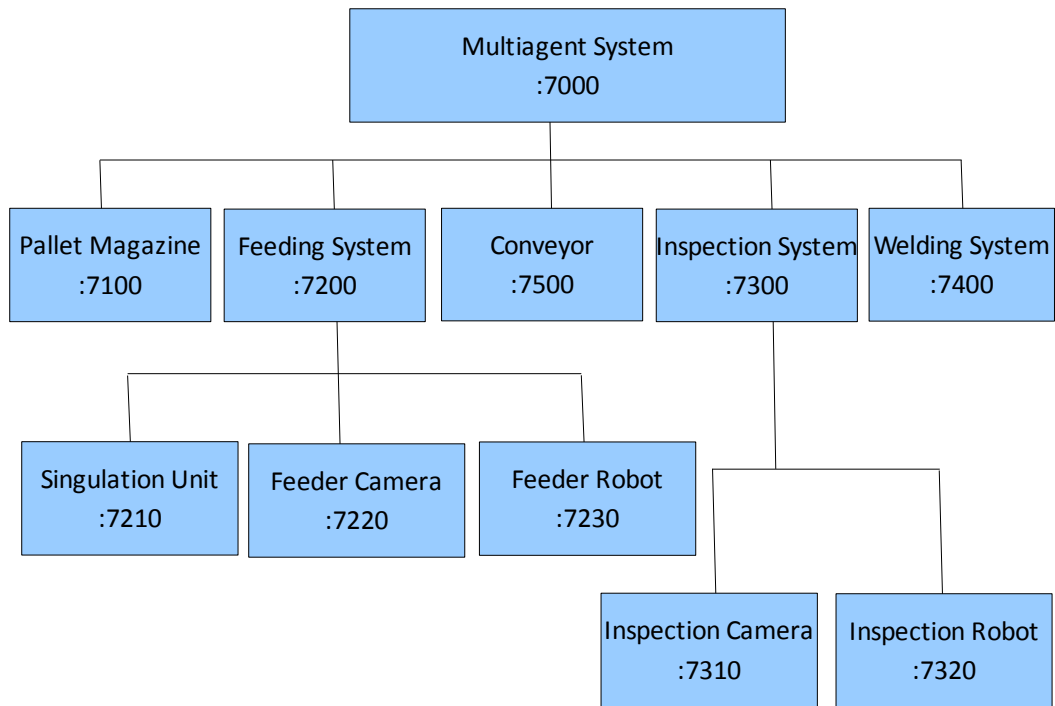 Multiagent System
:7000
Pallet Magazine
:7100
Feeding System
:7200
Conveyor
:7500
Inspection System
:7300
Welding System
:7400
Singulation Unit
:7210
Feeder Camera
:7220
Feeder Robot
:7230
Inspection Camera
:7310
Inspection Robot
:7320